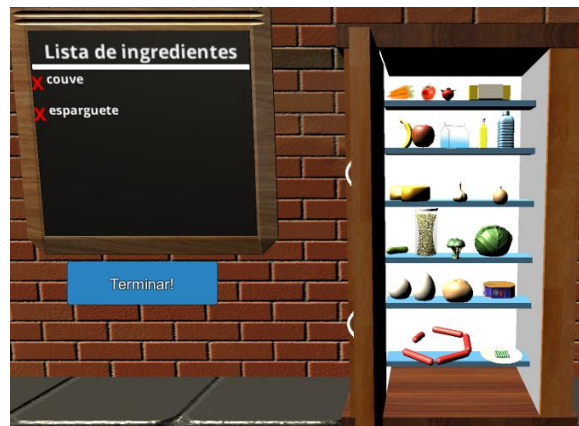 Lista de ingredientes
X couve
X esparguete
Terminar!